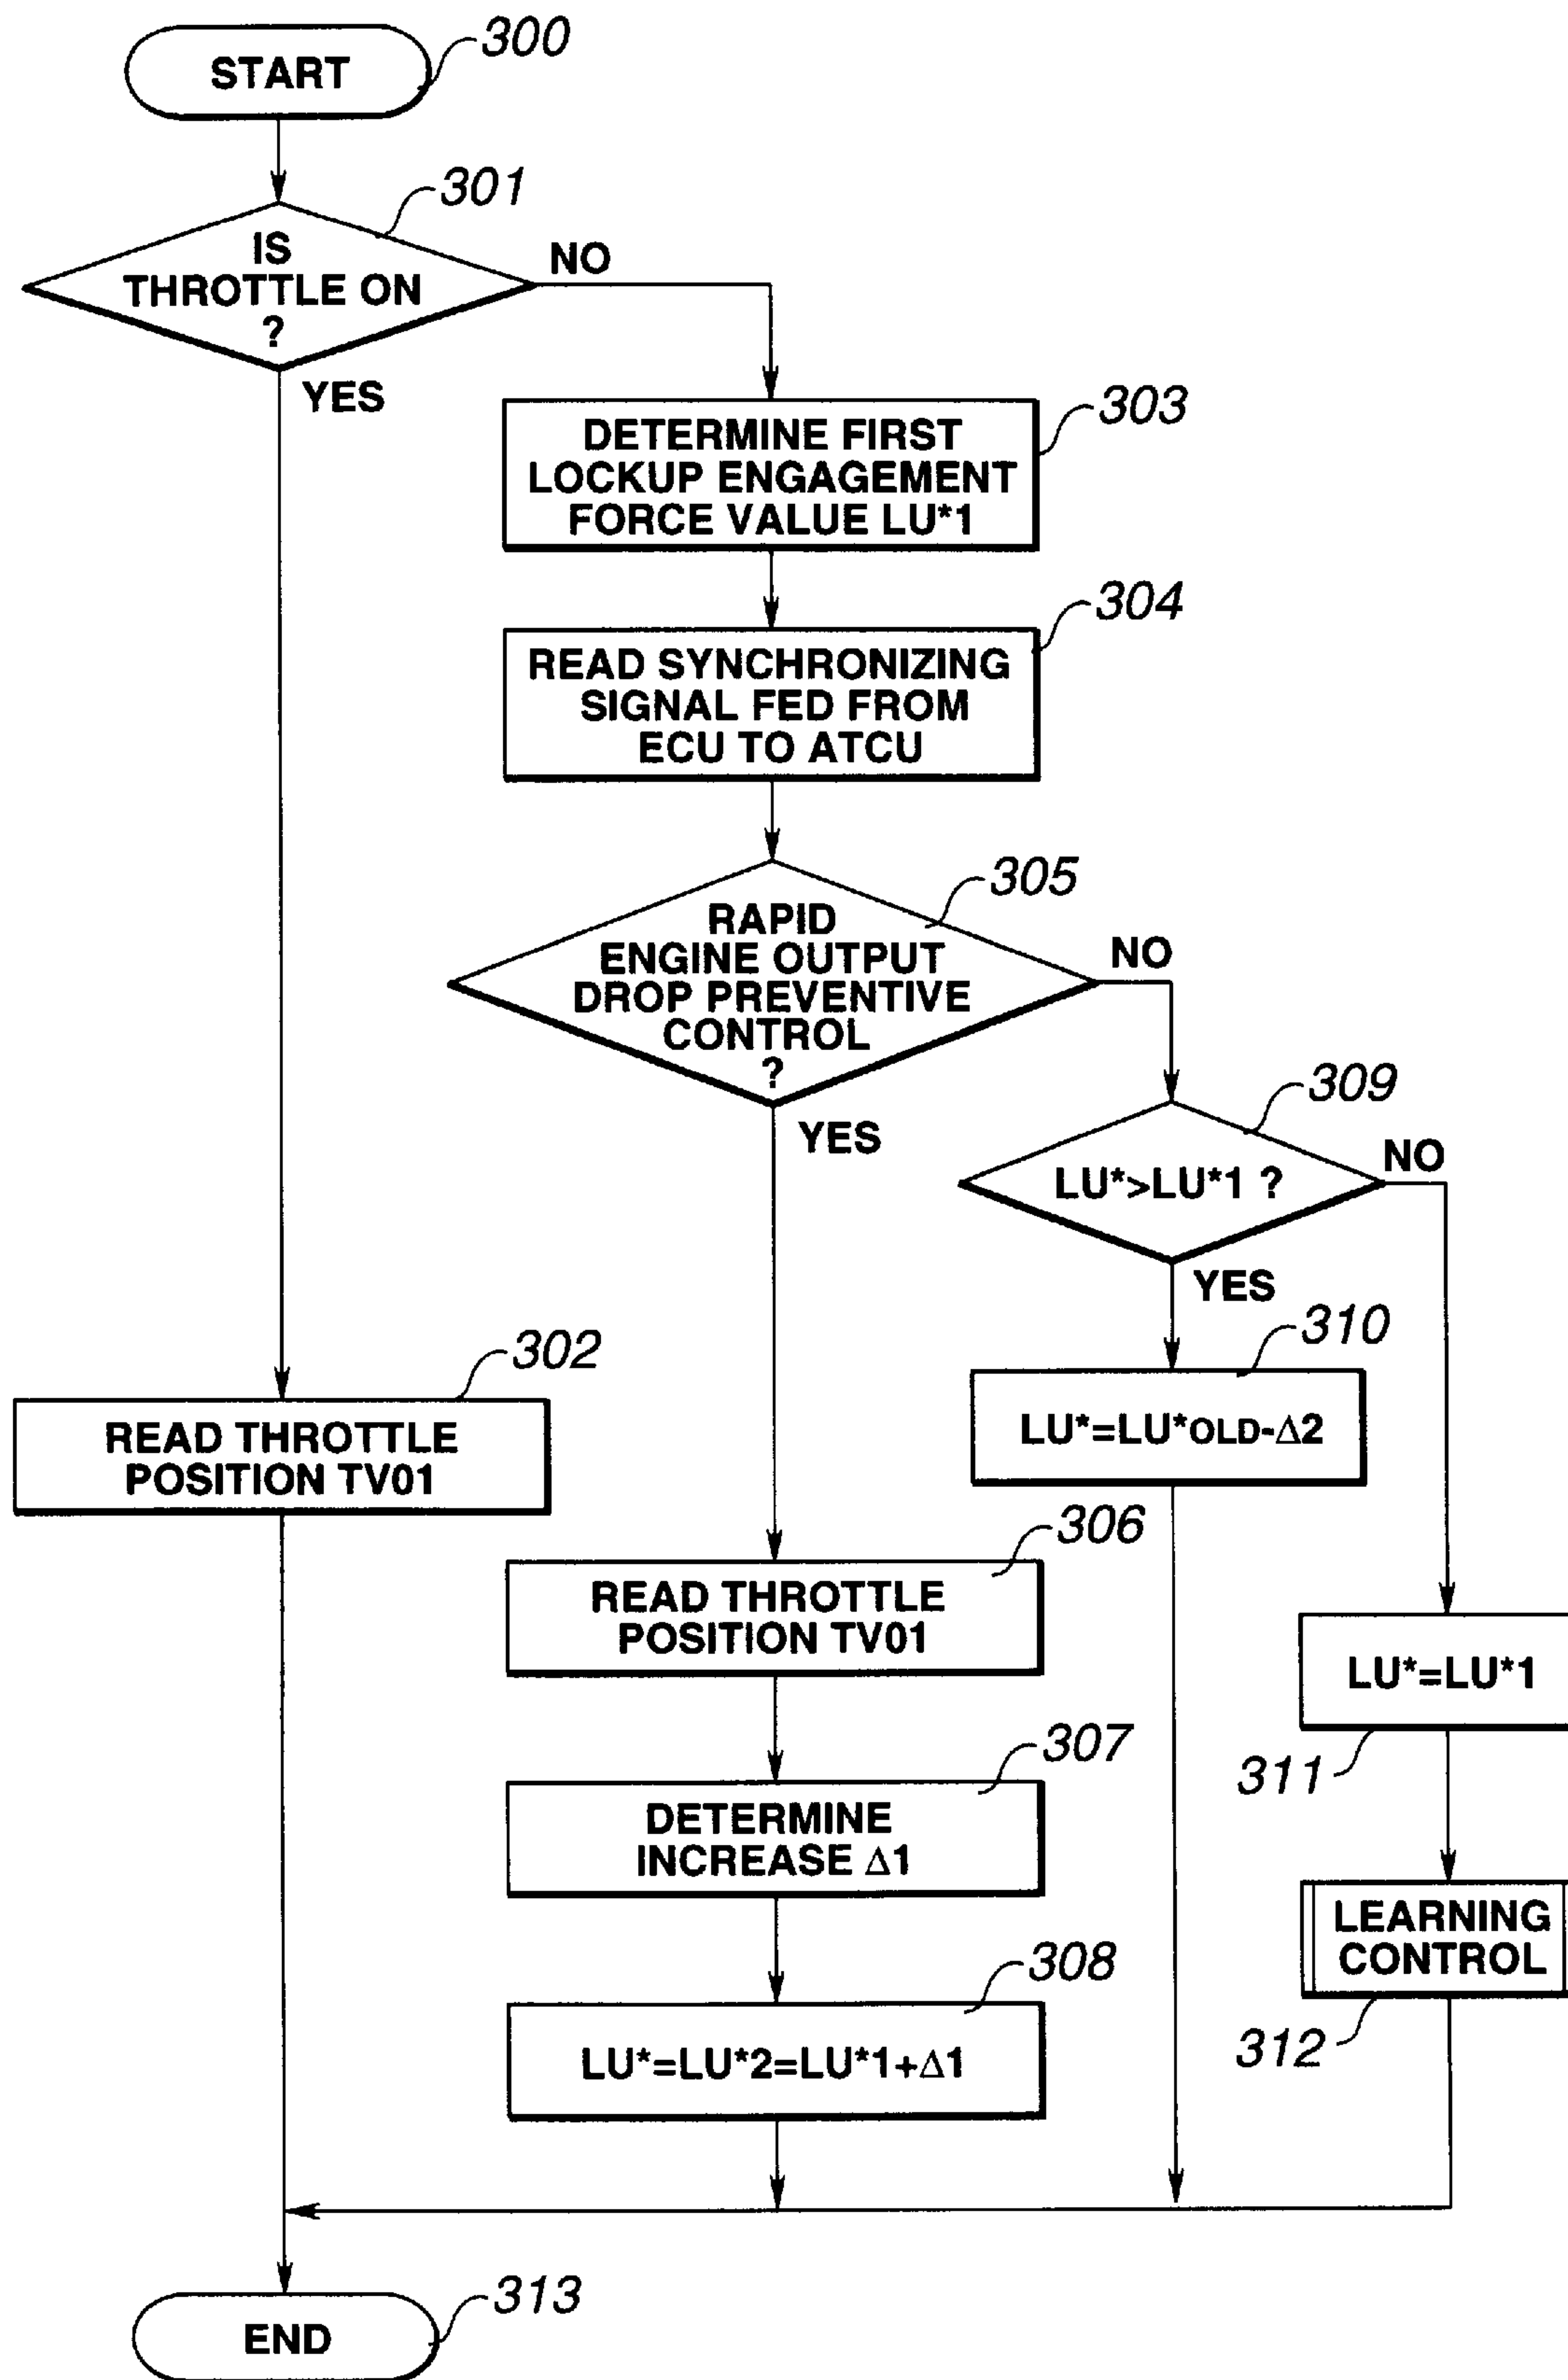 START
300
301
IS
THROTTLE ON
?
NO
YES
303
DETERMINE FIRST
LOCKUP ENGAGEMENT
FORCE VALUE LU*1
304
READ SYNCHRONIZING
SIGNAL FED FROM
ECU TO ATCU
305
RAPID
ENGINE OUTPUT
DROP PREVENTIVE
CONTROL
?
NO
YES
309
LU*>LU*1 ?
NO
YES
310
LU*=LU*OLD-Δ2
302
READ THROTTLE
POSITION TV01
306
READ THROTTLE
POSITION TV01
LU*=LU*1
311
307
DETERMINE
INCREASE Δ1
LEARNING
CONTROL
312
308
LU*=LU*2=LU*1+Δ1
END
313